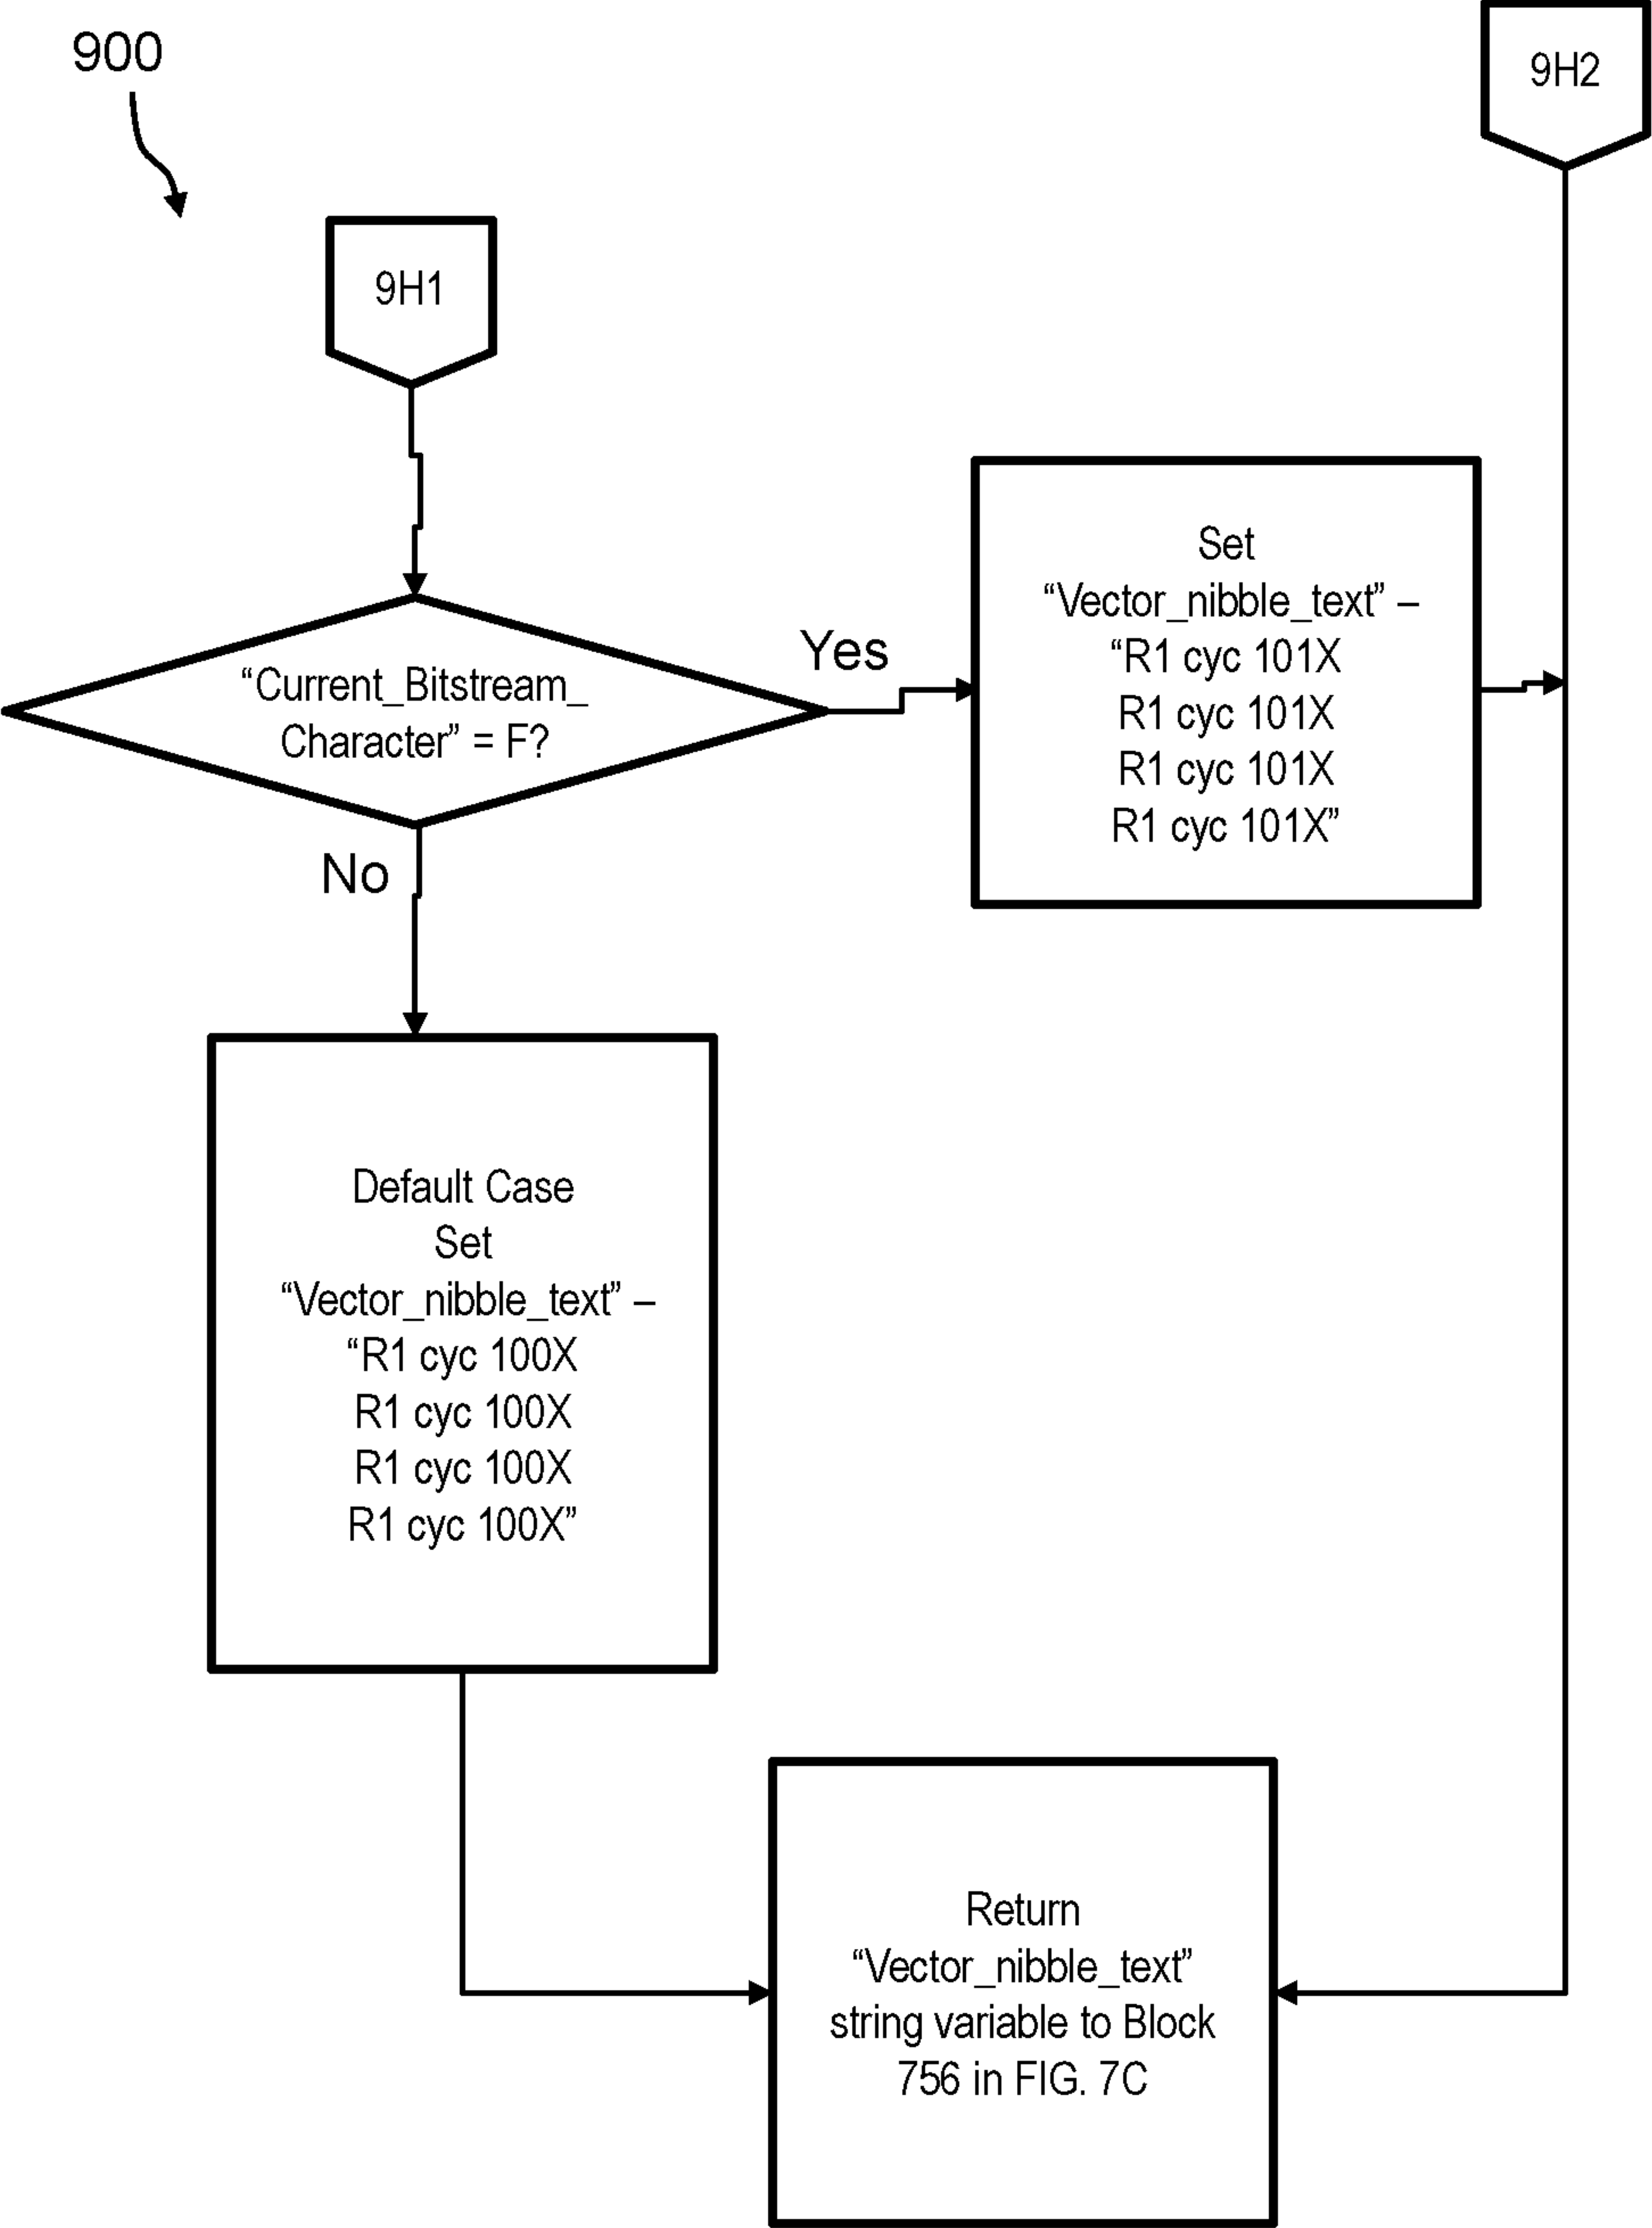 900
9H2
9H1
“Current_Bitstream_
Character” = F?
Yes
Set
“Vector_nibble_text” –
“R1 cyc 101X
R1 cyc 101X
R1 cyc 101X
R1 cyc 101X”
No
Default Case
Set
“Vector_nibble_text” –
“R1 cyc 100X
R1 cyc 100X
R1 cyc 100X
R1 cyc 100X”
Return
“Vector_nibble_text”
string variable to Block
756 in FIG. 7C